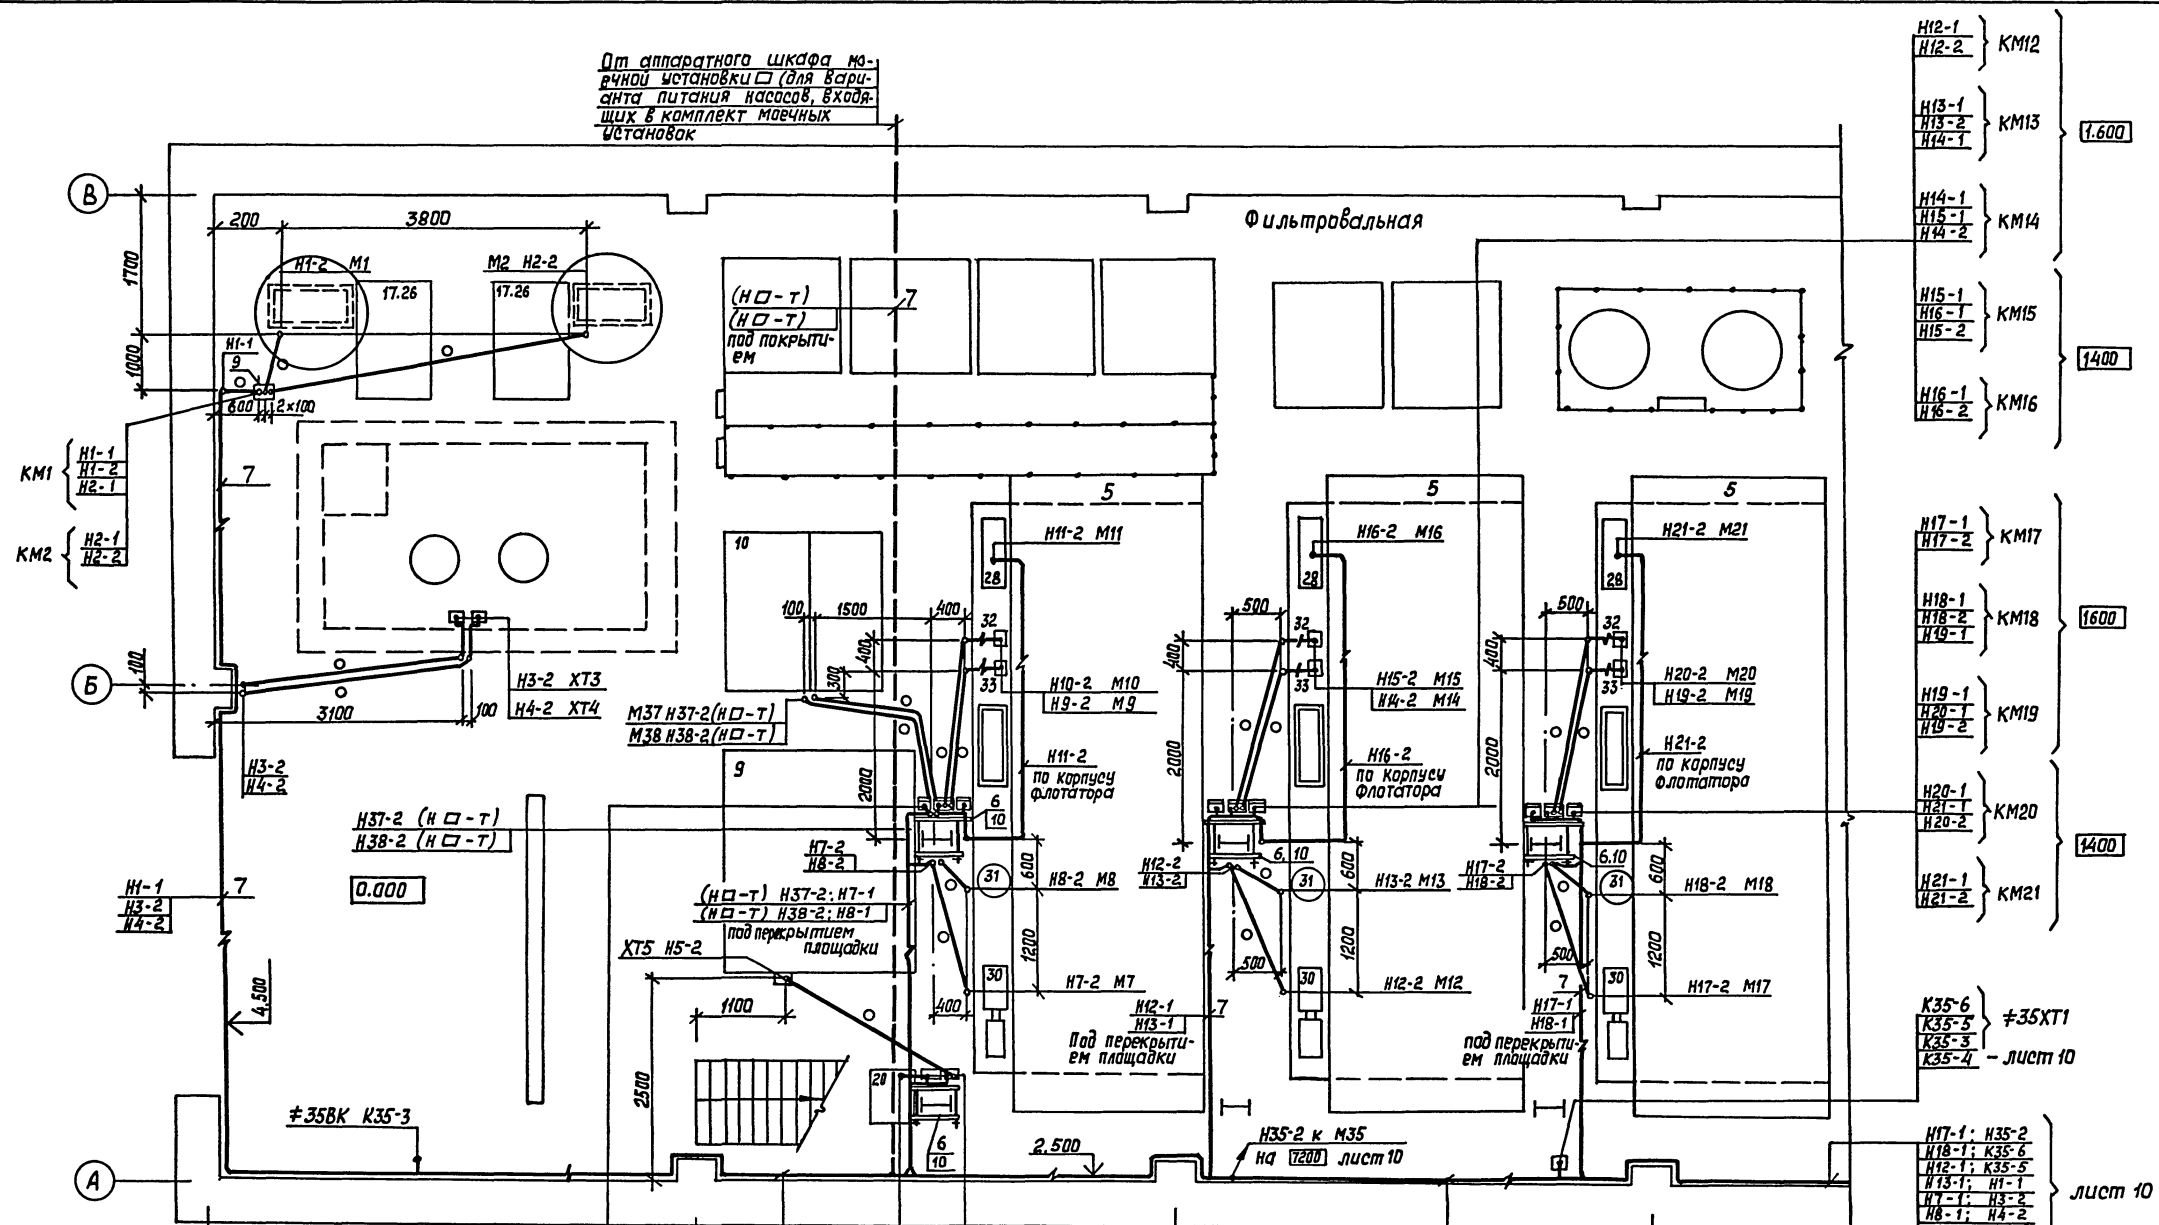 От аппаратного шкафа мо-
ечной установки □ (для вари-
анта питания насосов, входя-
щих в комплект моечных
установок
В
200
3800
1700
1000
Н1-2 М1
М2 Н2-2
17.26
17.26
Н1-1
9
600
2×100
КМ1
Н1-1
Н1-2
Н2-1
КМ2
Н2-1
Н2-2
7
(Н□-Т)
(Н□-Т)
под покрыти-
ем
7
Фильтровальная
Б
100
3100
100
Н3-2 ХТ3
Н4-2 ХТ4
Н3-2
Н4-2
10
100
1500
400
400
300
2000
М37 Н37-2(Н□-Т)
М38 Н38-2(Н□-Т)
9
Н37-2 (Н□-Т)
Н38-2 (Н□-Т)
0.000
Н1-1
Н3-2
Н4-2
7
4,500
Н7-2
Н8-2
(Н□-Т) Н37-2; Н7-1
(Н□-Т) Н38-2; Н8-1
под перекрытием
площадки
ХТ5 Н5-2
1100
2500
20
6
10
≠35ВК К35-3
А
2.500
5
28
Н11-2 М11
32
33
Н10-2 М10
Н9-2 М9
Н11-2
по корпусу
флотатора
6
10
31
600
Н8-2 М8
1200
30
400
Н7-2 М7
Н12-1
Н13-1
7
Под перекрыти-
ем площадки
5
28
Н16-2 М16
500
32
33
400
2000
Н15-2 М15
Н14-2 М14
Н16-2
по корпусу
флотатора
Н12-2
Н13-2
6.10
31
600
Н13-2 М13
1200
500
30
Н12-2 М12
Н17-1
Н18-1
7
под перекрыти-
ем площадки
Н35-2 к М35
на 7200 лист 10
5
28
Н21-2 М21
500
32
33
400
2000
Н20-2 М20
Н19-2 М19
Н21-2
по корпусу
флотатора
Н17-2
Н18-2
6.10
31
600
Н18-2 М18
1200
500
30
Н17-2 М17
Н12-1
Н12-2
КМ12
Н13-1
Н13-2
Н14-1
КМ13
1.600
Н14-1
Н15-1
Н14-2
КМ14
Н15-1
Н16-1
Н15-2
КМ15
1400
Н16-1
Н16-2
КМ16
Н17-1
Н17-2
КМ17
Н18-1
Н18-2
Н19-1
КМ18
1600
Н19-1
Н20-1
Н19-2
КМ19
Н20-1
Н21-1
Н20-2
КМ20
1400
Н21-1
Н21-2
КМ21
К35-6
К35-5
К35-3
≠35ХТ1
К35-4 - лист 10
Н17-1; Н35-2
Н18-1; К35-6
Н12-1; К35-5
Н13-1; Н1-1
Н7-1; Н3-2
Н8-1; Н4-2
лист 10